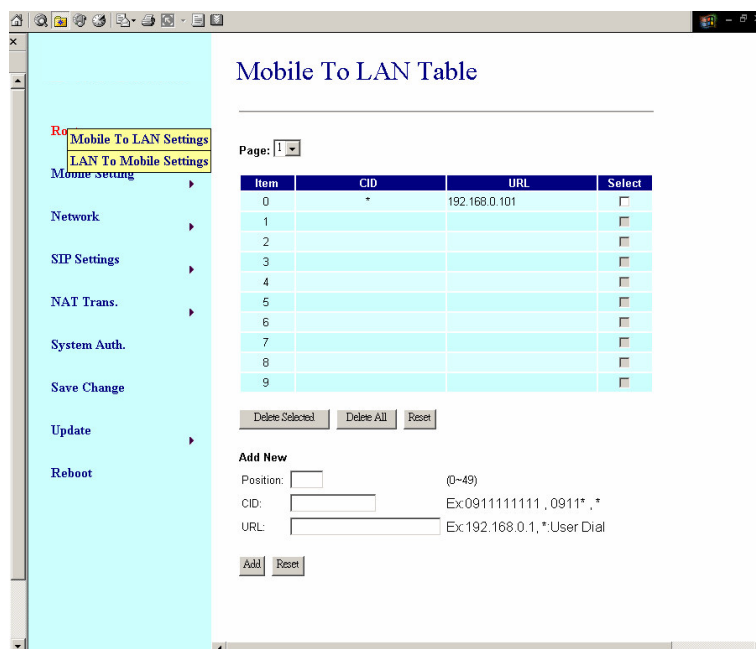 Mobile To LAN Table
Mobile To LAN Settings
LAN To Mobile Settings
Mobile Setting
Network
SIP Settings
NAT Trans.
System Auth.
Save Change
Update
Reboot
Page: 1
Item CID URL Select
0 * 192.168.0.101
1
2
3
4
5
6
7
8
9
Delete Selected Delete All Reset
Add New
Position: (0~49)
CID: Ex:0911111111 , 0911* , *
URL: Ex:192.168.0.1, *:User Dial
Add Reset